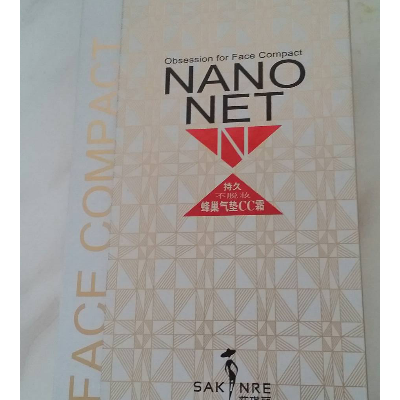 FACE COMPACT
Obsession for Face Compact
NANO
NET
N
持久
不脱妆
蜂巢气垫CC霜
SAKINRE